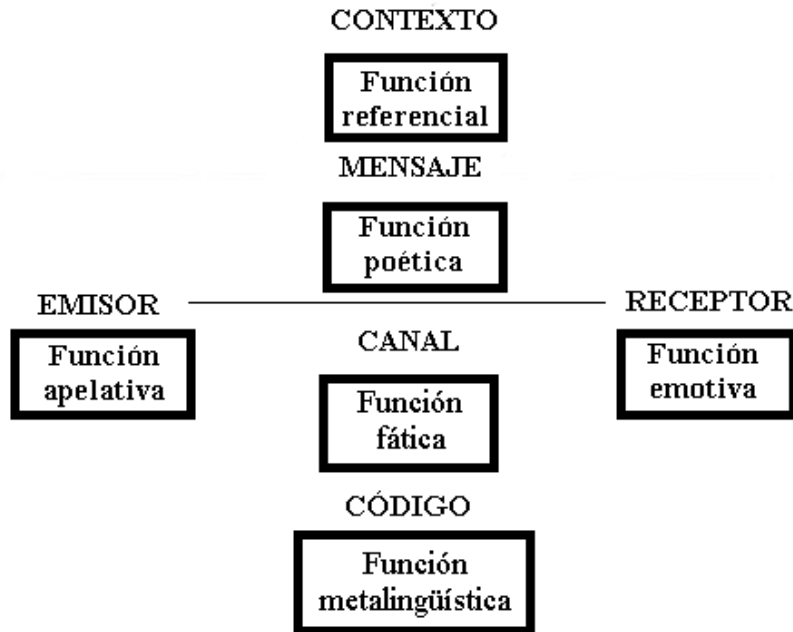 CONTEXTO
Función
referencial
MENSAJE
Función
poética
EMISOR
Función
apelativa
RECEPTOR
Función
emotiva
CANAL
Función
fática
CÓDIGO
Función
metalingüística